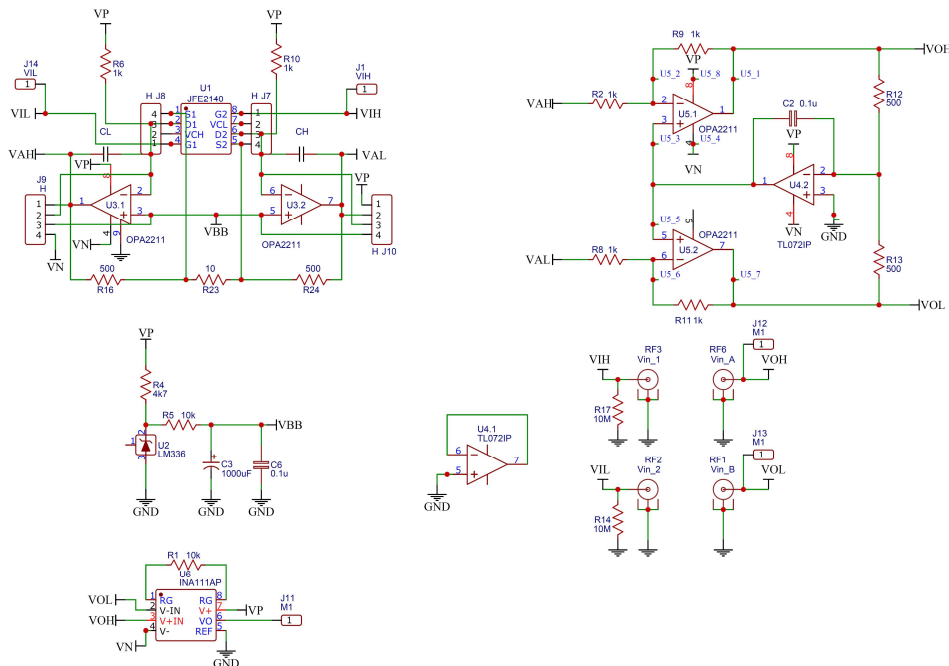 VP
R6
1k
J14
VIL
1
VIL
H J8
4
3
2
1
U1
JFE2140
1 S1
2 D1
3 VCH
4 G1
G2 8
VCL 7
D2 6
S2 5
H J7
1
2
3
4
VP
R10
1k
J1
VIH
1
VIH
CL
CH
VAH
VAL
VP
8
J9
H
1
2
3
4
VN
1
U3.1
2
3
VN
4
9
OPA2211
VBB
6
5
U3.2
7
OPA2211
VP
1
2
3
4
H J10
500
R16
10
R23
500
R24
R9 1k
VP
U5_2
U5_8
U5_1
VOH
VAH
R2 1k
2
3
8
U5.1
1
4
OPA2211
U5_3
U5_4
VN
C2 0.1u
VP
8
2
3
1
U4.2
4
VN
TL072IP
GND
R12
500
R13
500
U5_5
5
OPA2211
5
6
U5.2
7
VAL
R8 1k
U5_6
U5_7
R11 1k
VOL
VP
R4
4k7
R5 10k
VBB
1
2
3
U2
LM336
C3
1000uF
C6
0.1u
GND
GND
GND
U4.1
TL072IP
6
5
7
GND
RF3
Vin_1
VIH
R17
10M
RF6
Vin_A
J12
M1
1
VOH
RF2
Vin_2
VIL
R14
10M
RF1
Vin_B
J13
M1
1
VOL
R1 10k
U6
INA111AP
VOL
VOH
VN
1 RG
2 V-IN
3 V+IN
4 V-
RG 8
V+ 7
VO 6
REF 5
VP
J11
M1
1
GND